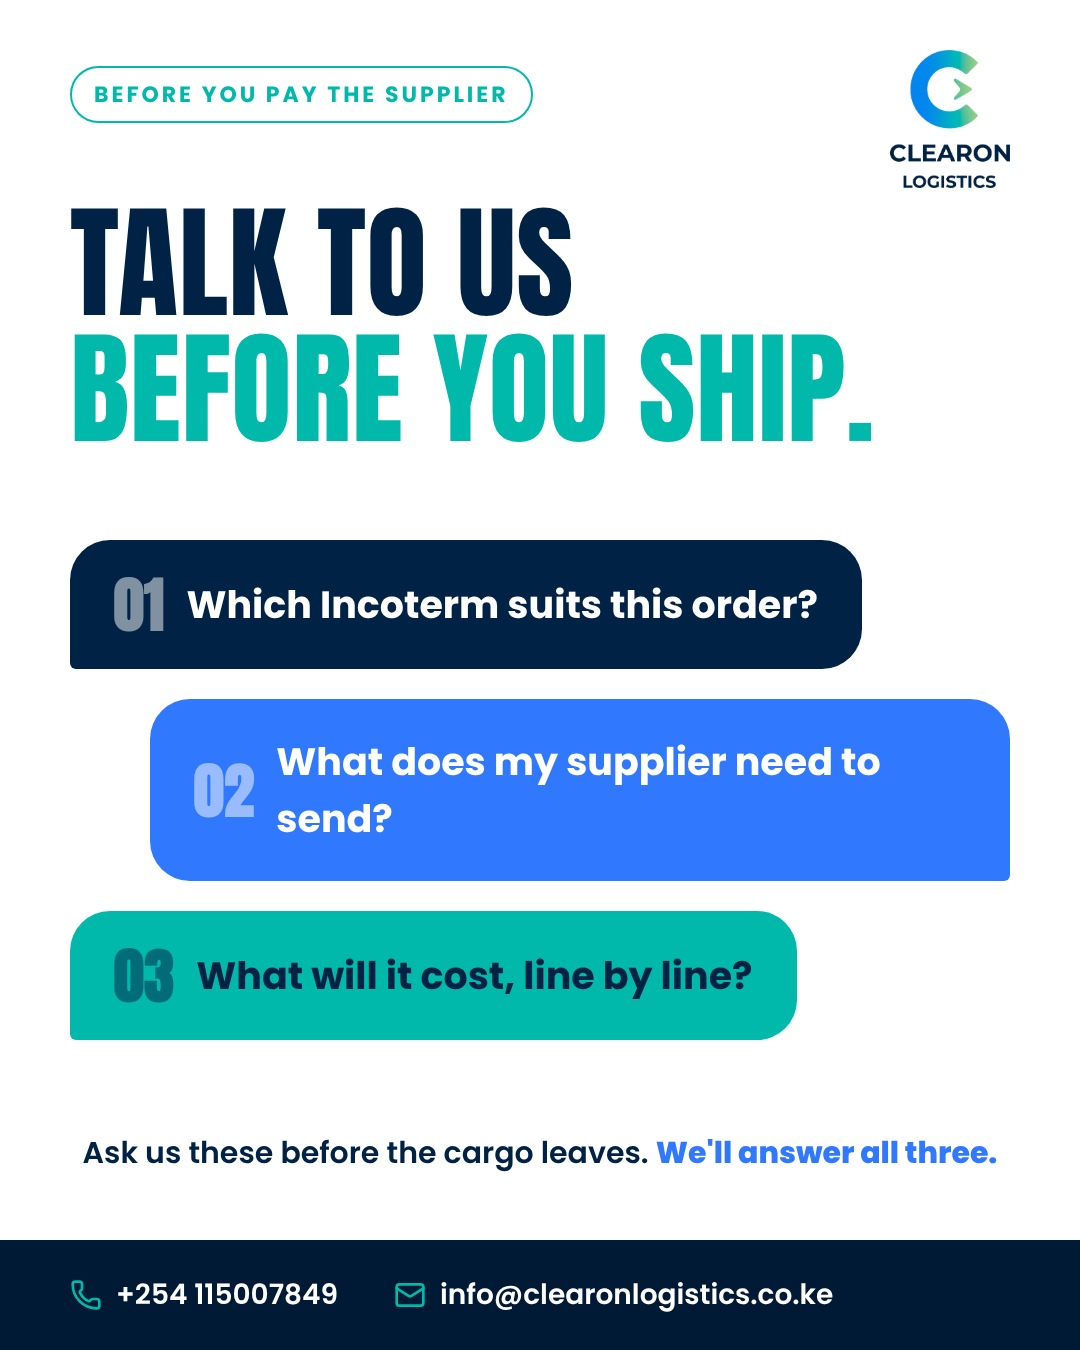 BEFORE YOU PAY THE SUPPLIER
CLEARON
LOGISTICS
TALK TO US
BEFORE YOU SHIP.
01 Which Incoterm suits this order?
02 What does my supplier need to
send?
03 What will it cost, line by line?
Ask us these before the cargo leaves. We'll answer all three.
+254 115007849 info@clearonlogistics.co.ke